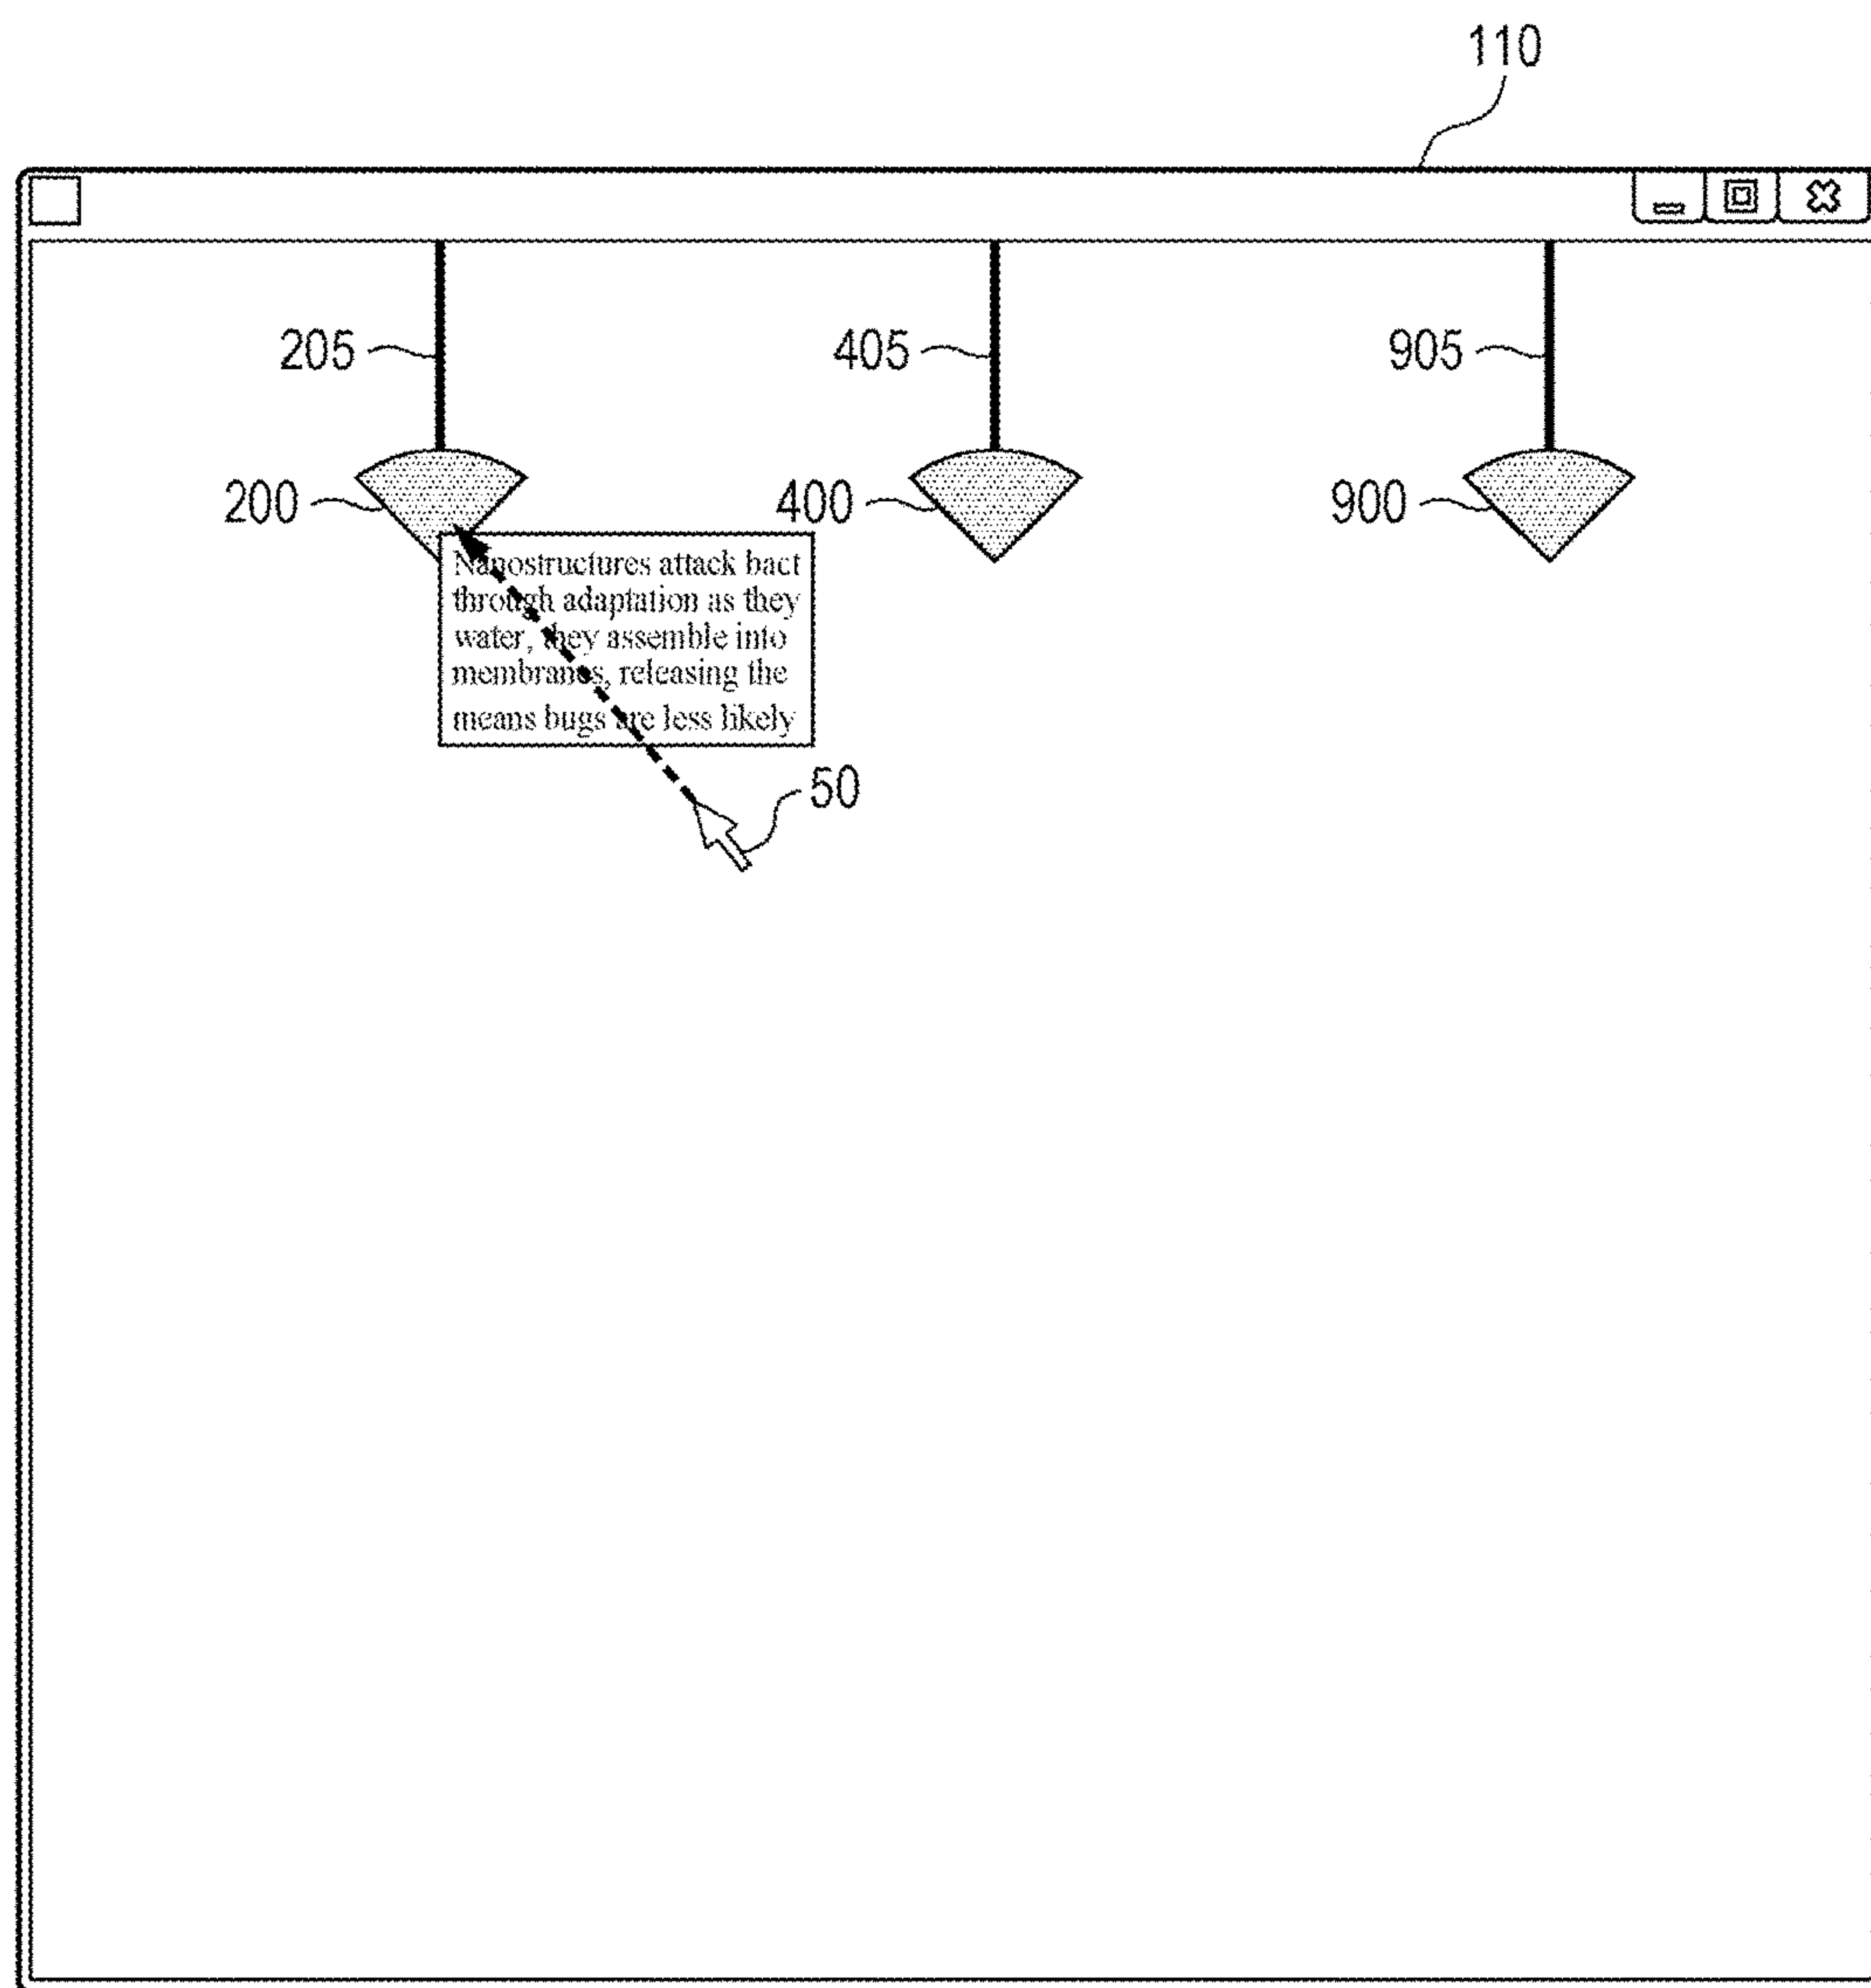 110
205
405
905
200
400
900
Nanostructures attack bact
through adaptation as they
water, they assemble into
membranes, releasing the
means bugs are less likely
50